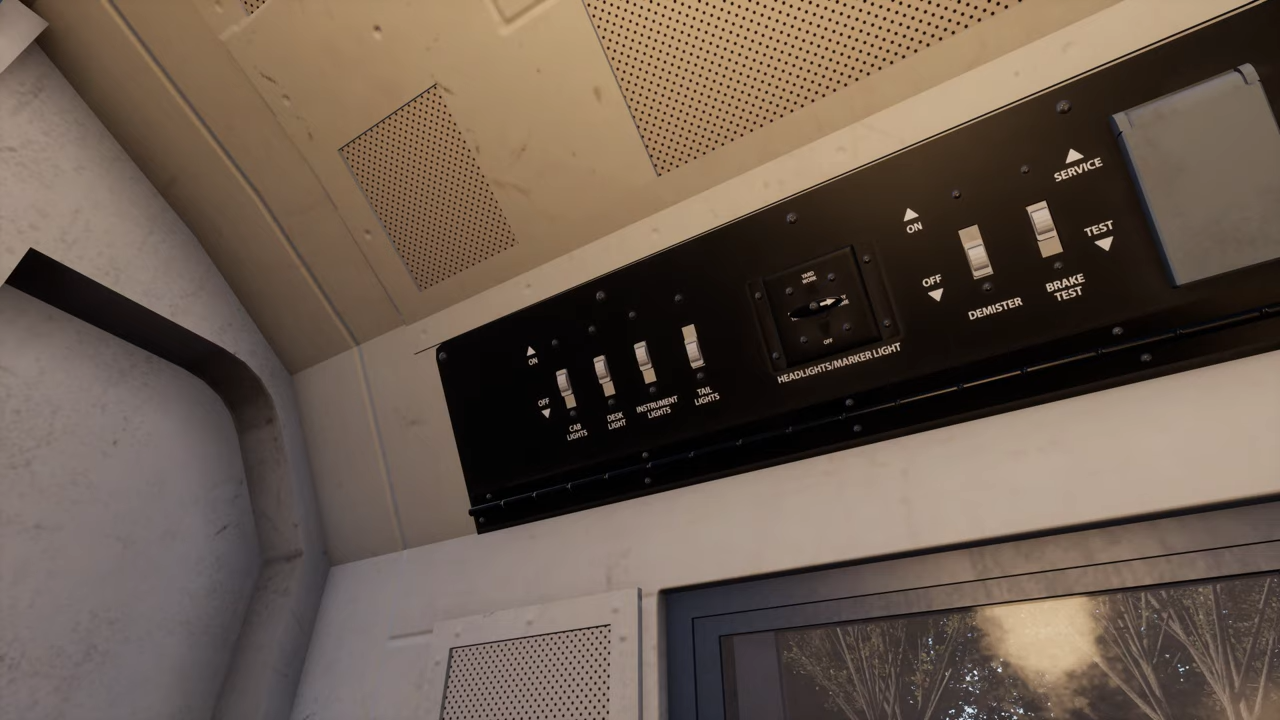 ON
OFF
CAB
LIGHTS
DESK
LIGHT
INSTRUMENT
LIGHTS
TAIL
LIGHTS
YARD
WORK
OFF
HEADLIGHTS/MARKER LIGHT
ON
OFF
DEMISTER
SERVICE
TEST
BRAKE
TEST